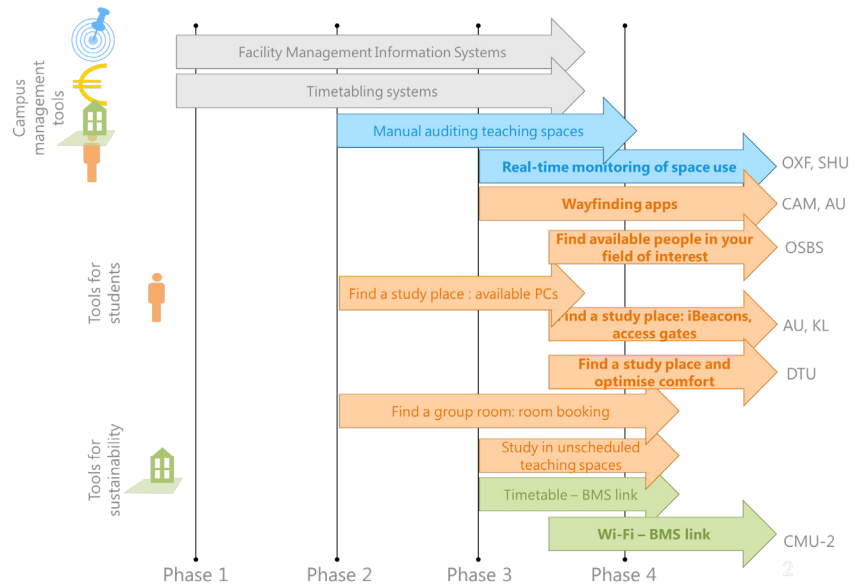 Campus
management
tools
Facility Management Information Systems
Timetabling systems
Manual auditing teaching spaces
Real-time monitoring of space use
OXF, SHU
Wayfinding apps
CAM, AU
Find available people in your
field of interest
OSBS
Tools for
students
Find a study place : available PCs
Find a study place: iBeacons,
access gates
AU, KL
Find a study place and
optimise comfort
DTU
Find a group room: room booking
Tools for
sustainability
Study in unscheduled
teaching spaces
Timetable – BMS link
Wi-Fi – BMS link
CMU-2
Phase 1
Phase 2
Phase 3
Phase 4
2